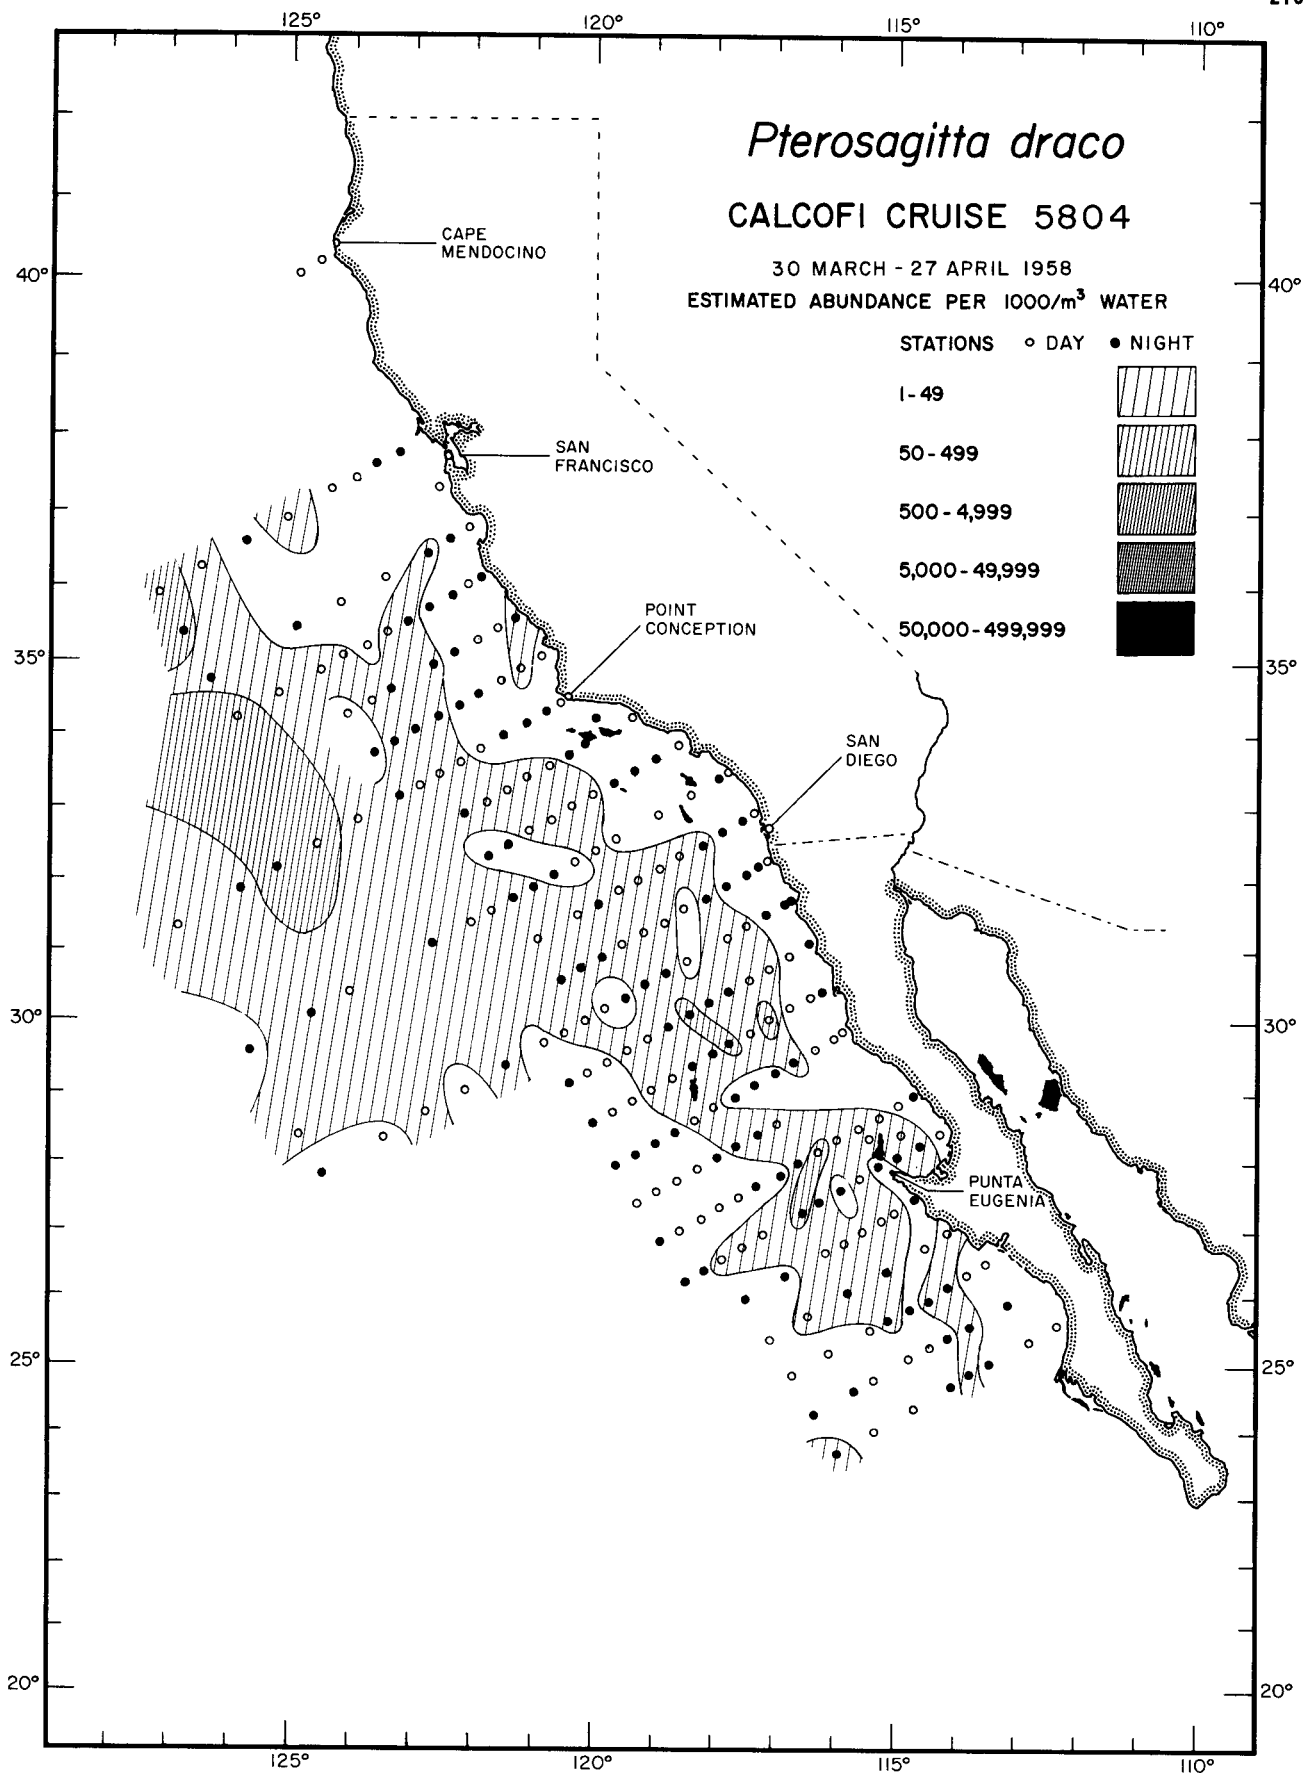 125° 120° 115° 110°
Pterosagitta draco
CALCOFI CRUISE 5804
30 MARCH - 27 APRIL 1958
ESTIMATED ABUNDANCE PER 1000/m³ WATER
STATIONS ○ DAY ● NIGHT
1-49
50-499
500-4,999
5,000-49,999
50,000-499,999
CAPE
MENDOCINO
40° 40°
SAN
FRANCISCO
POINT
CONCEPTION
35° 35°
SAN
DIEGO
30° 30°
PUNTA
EUGENIA
25° 25°
20° 20°
125° 120° 115° 110°